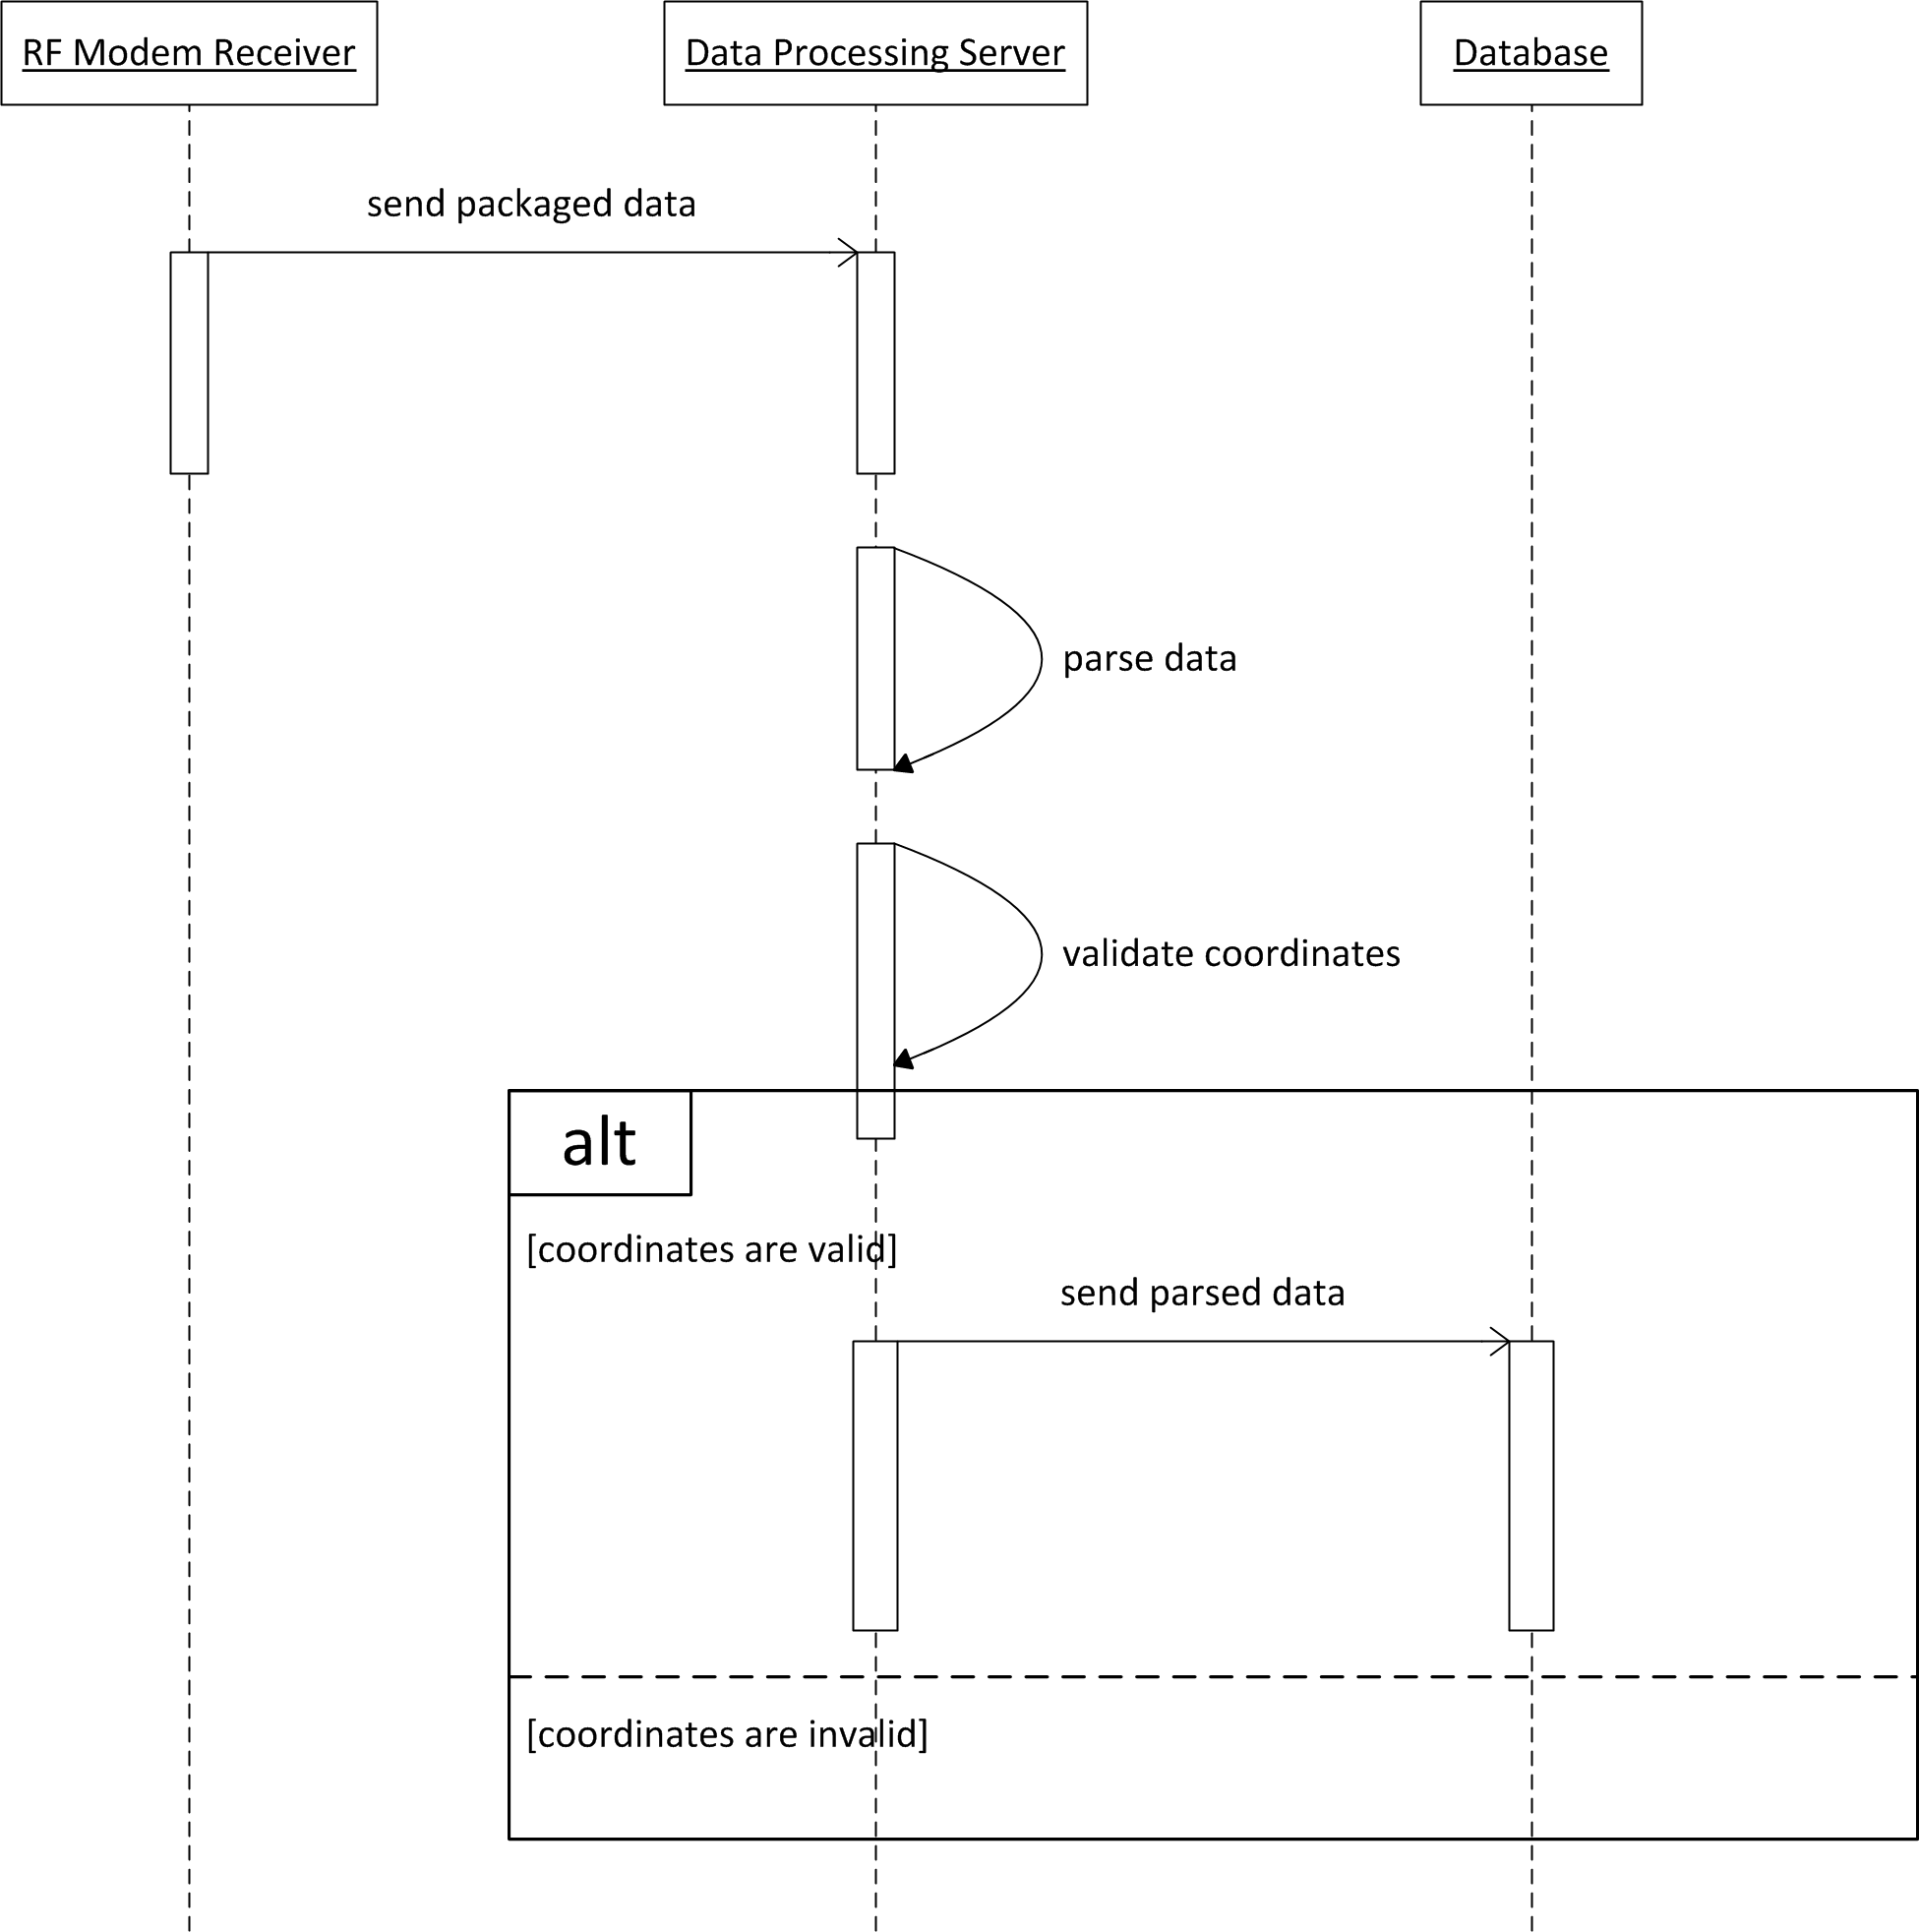 RF Modem Receiver
Data Processing Server
Database
send packaged data
parse data
validate coordinates
alt
[coordinates are valid]
send parsed data
[coordinates are invalid]